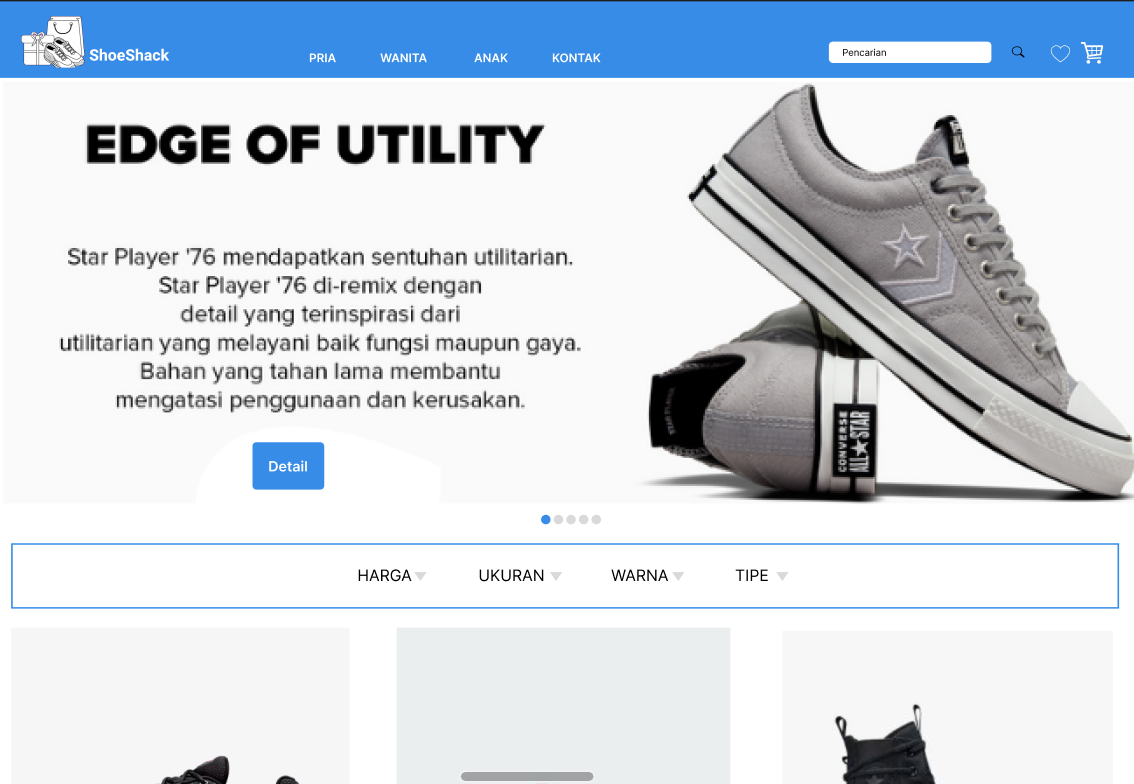 ShoeShack
PRIA
WANITA
ANAK
KONTAK
Pencarian
EDGE OF UTILITY
Star Player '76 mendapatkan sentuhan utilitarian.
Star Player '76 di-remix dengan
detail yang terinspirasi dari
utilitarian yang melayani baik fungsi maupun gaya.
Bahan yang tahan lama membantu
mengatasi penggunaan dan kerusakan.
Detail
CONVERSE
ALL STAR
HARGA
UKURAN
WARNA
TIPE